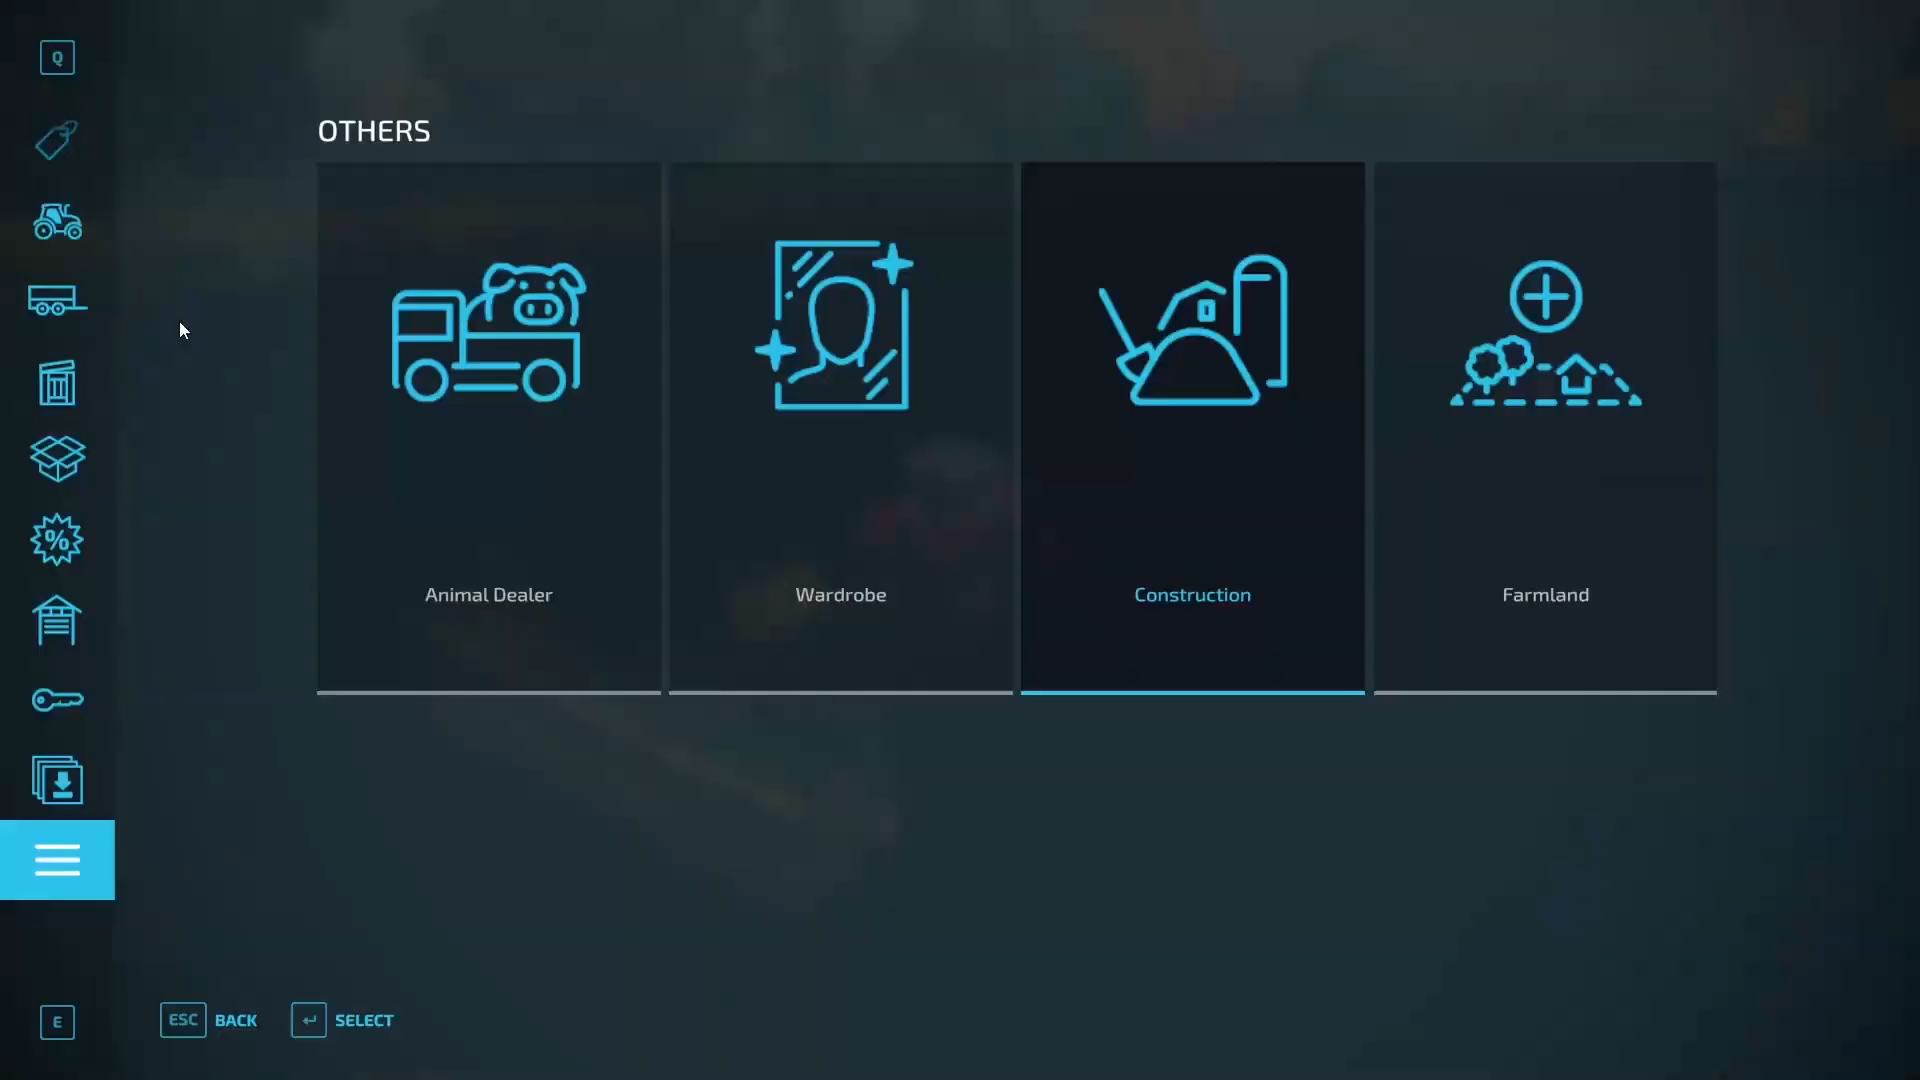 Q
OTHERS
%
Animal Dealer
Wardrobe
Construction
Farmland
E
ESC BACK ↵ SELECT